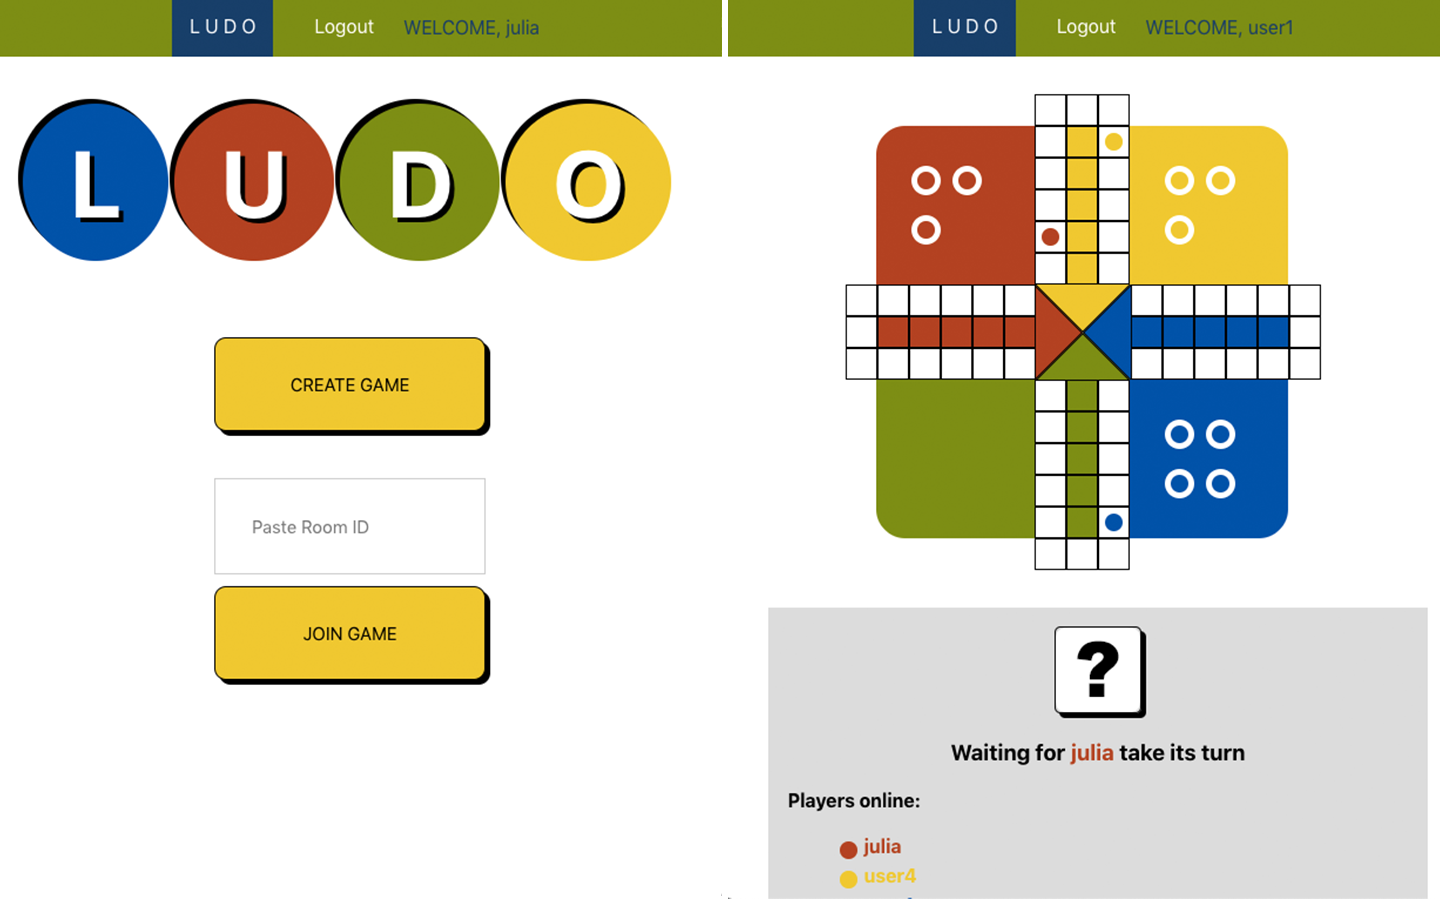 LUDO
Logout
WELCOME, julia
LUDO
CREATE GAME
Paste Room ID
JOIN GAME
LUDO
Logout
WELCOME, user1
?
Waiting for julia take its turn
Players online:
julia
user4